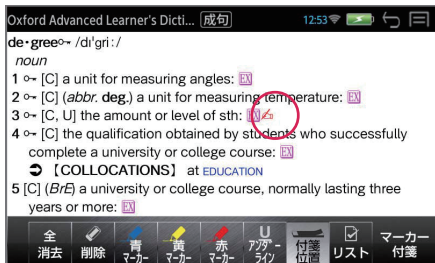 Oxford Advanced Learner's Dicti... 成句 12:53
de•gree /dɪˈɡriː/
noun
1 [C] a unit for measuring angles: EX
2 [C] (abbr. deg.) a unit for measuring temperature: EX
3 [C, U] the amount or level of sth: EX
4 [C] the qualification obtained by students who successfully
complete a university or college course: EX
➲ 【COLLOCATIONS】 at EDUCATION
5 [C] (BrE) a university or college course, normally lasting three
years or more: EX
全消去 削除 青マーカー 黄マーカー 赤マーカー U アンダーライン 付箋位置 リスト マーカー付箋